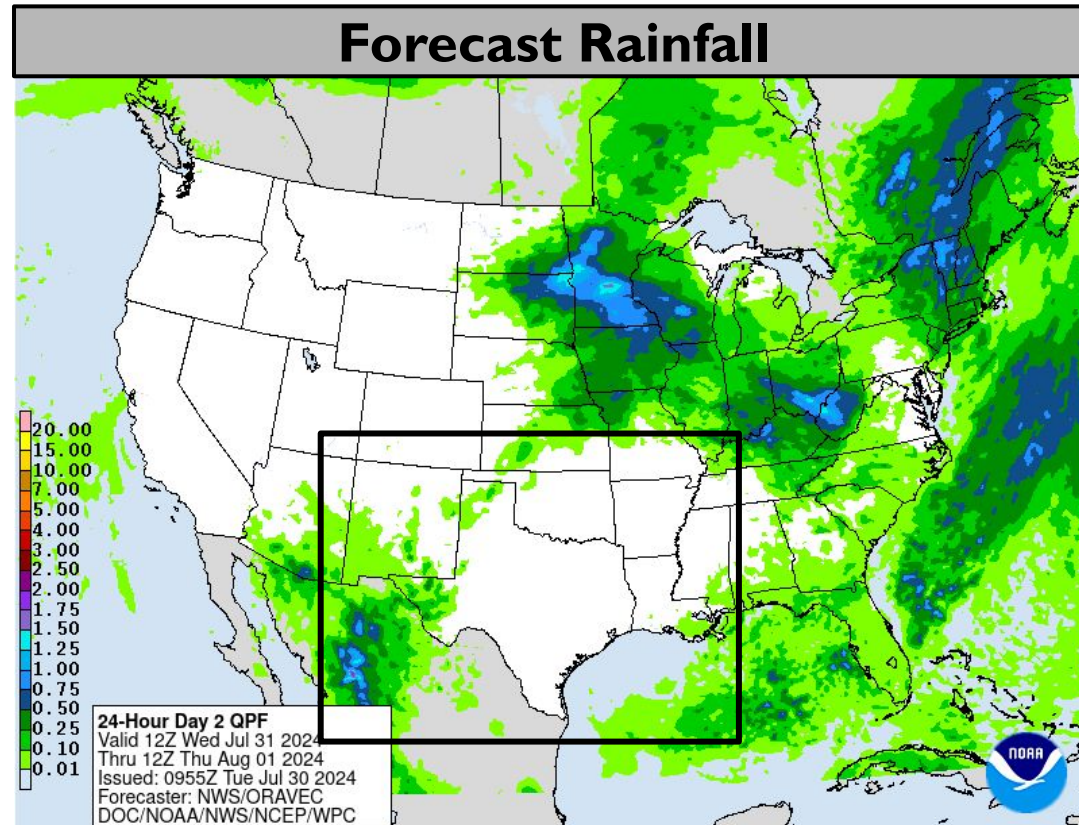 Forecast Rainfall
20.00
15.00
10.00
7.00
5.00
4.00
3.00
2.50
2.00
1.75
1.50
1.25
1.00
0.75
0.50
0.25
0.10
0.01
24-Hour Day 2 QPF
Valid 12Z Wed Jul 31 2024
Thru 12Z Thu Aug 01 2024
Issued: 0955Z Tue Jul 30 2024
Forecaster: NWS/ORAVEC
DOC/NOAA/NWS/NCEP/WPC
NOAA